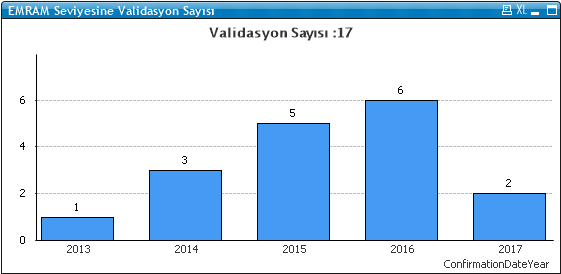 EMRAM Seviyesine Validasyon Sayısı
XL
Validasyon Sayısı :17
6
4
2
0
1
3
5
6
2
2013 2014 2015 2016 2017
ConfirmationDateYear